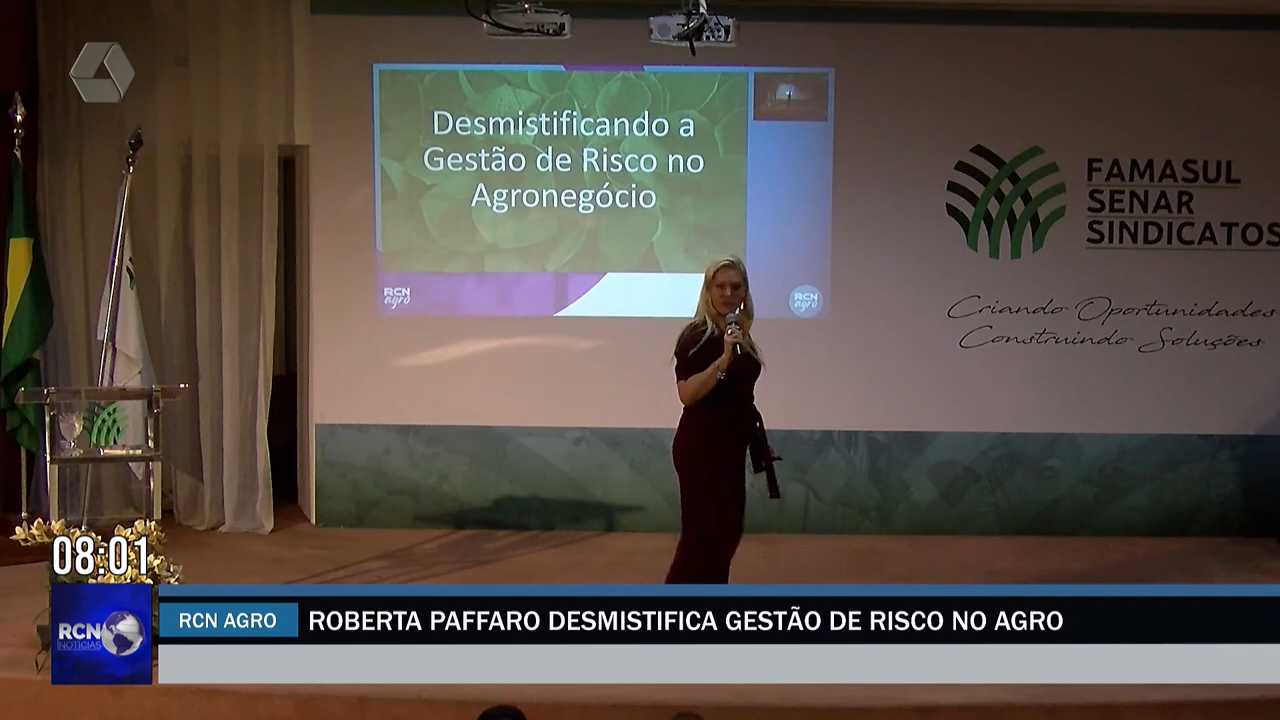 Desmistificando a
Gestão de Risco no
Agronegócio
RCN
agro
RCN
agro
FAMASUL
SENAR
SINDICATOS
Criando Oportunidades
Construindo Soluções
08:01
RCN
NOTÍCIAS
RCN AGRO
ROBERTA PAFFARO DESMISTIFICA GESTÃO DE RISCO NO AGRO